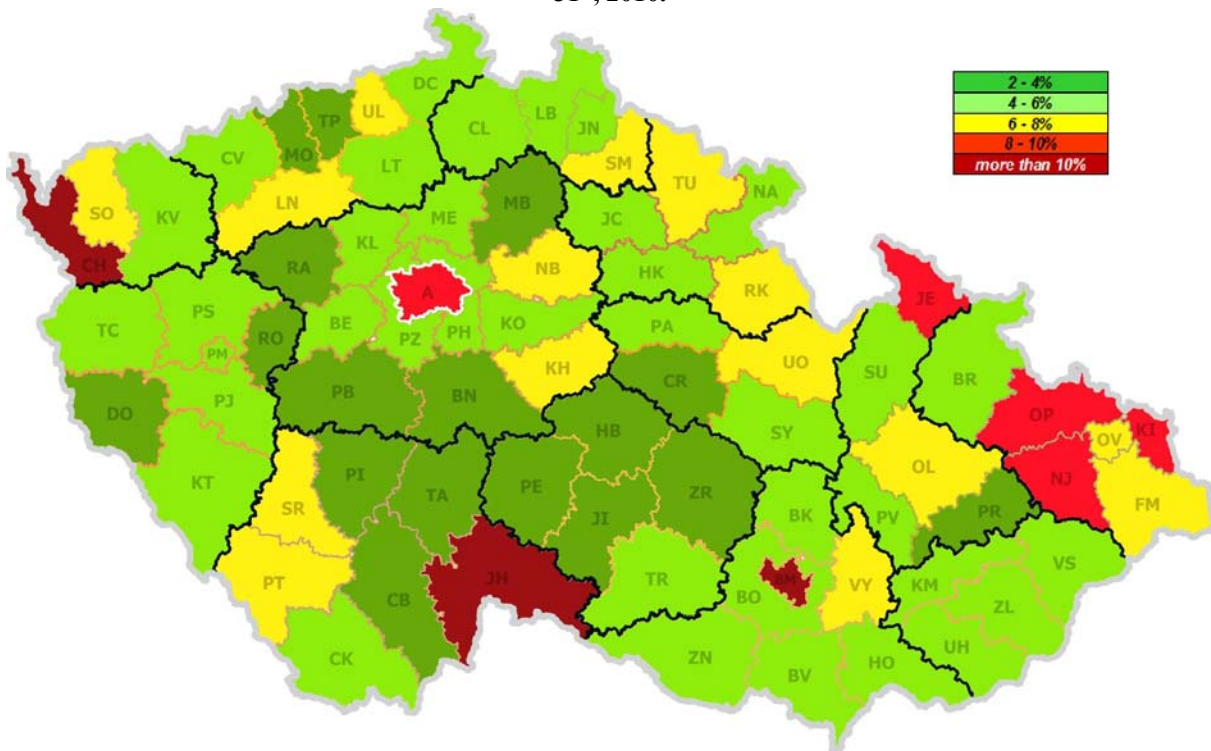 2 - 4%
4 - 6%
6 - 8%
8 - 10%
more than 10%
DC
UL
TP
MO
CV
LT
CL
LB
JN
SM
TU
NA
SO
KV
LN
ME
MB
JC
CH
KL
RA
A
NB
HK
RK
JE
TC
PS
PM
RO
BE
PZ
PH
KO
PA
UO
KH
SU
BR
DO
PJ
PB
BN
CR
OP
KI
OV
KT
HB
SY
OL
NJ
FM
SR
PI
TA
PE
JI
ZR
BK
PV
PR
PT
CB
JH
TR
BO
BM
VY
KM
VS
ZL
CK
ZN
BV
HO
UH